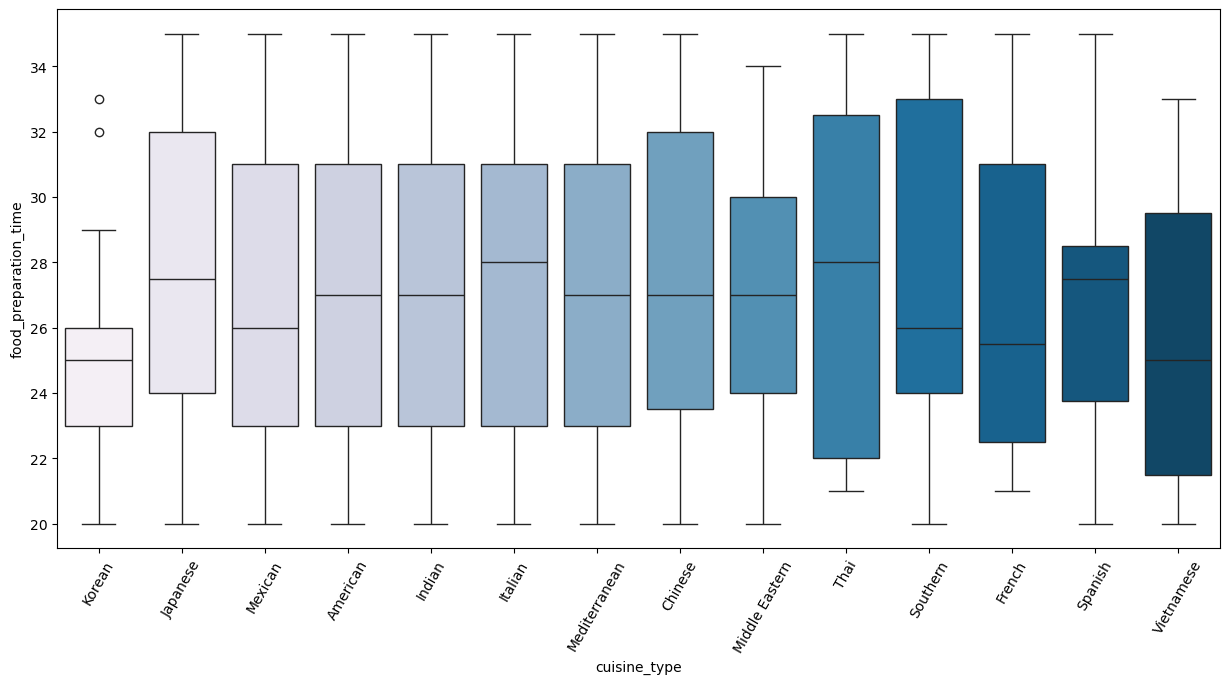 food_preparation_time
34
32
30
28
26
24
22
20
Korean
Japanese
Mexican
American
Indian
Italian
Mediterranean
Chinese
Middle Eastern
Thai
Southern
French
Spanish
Vietnamese
cuisine_type